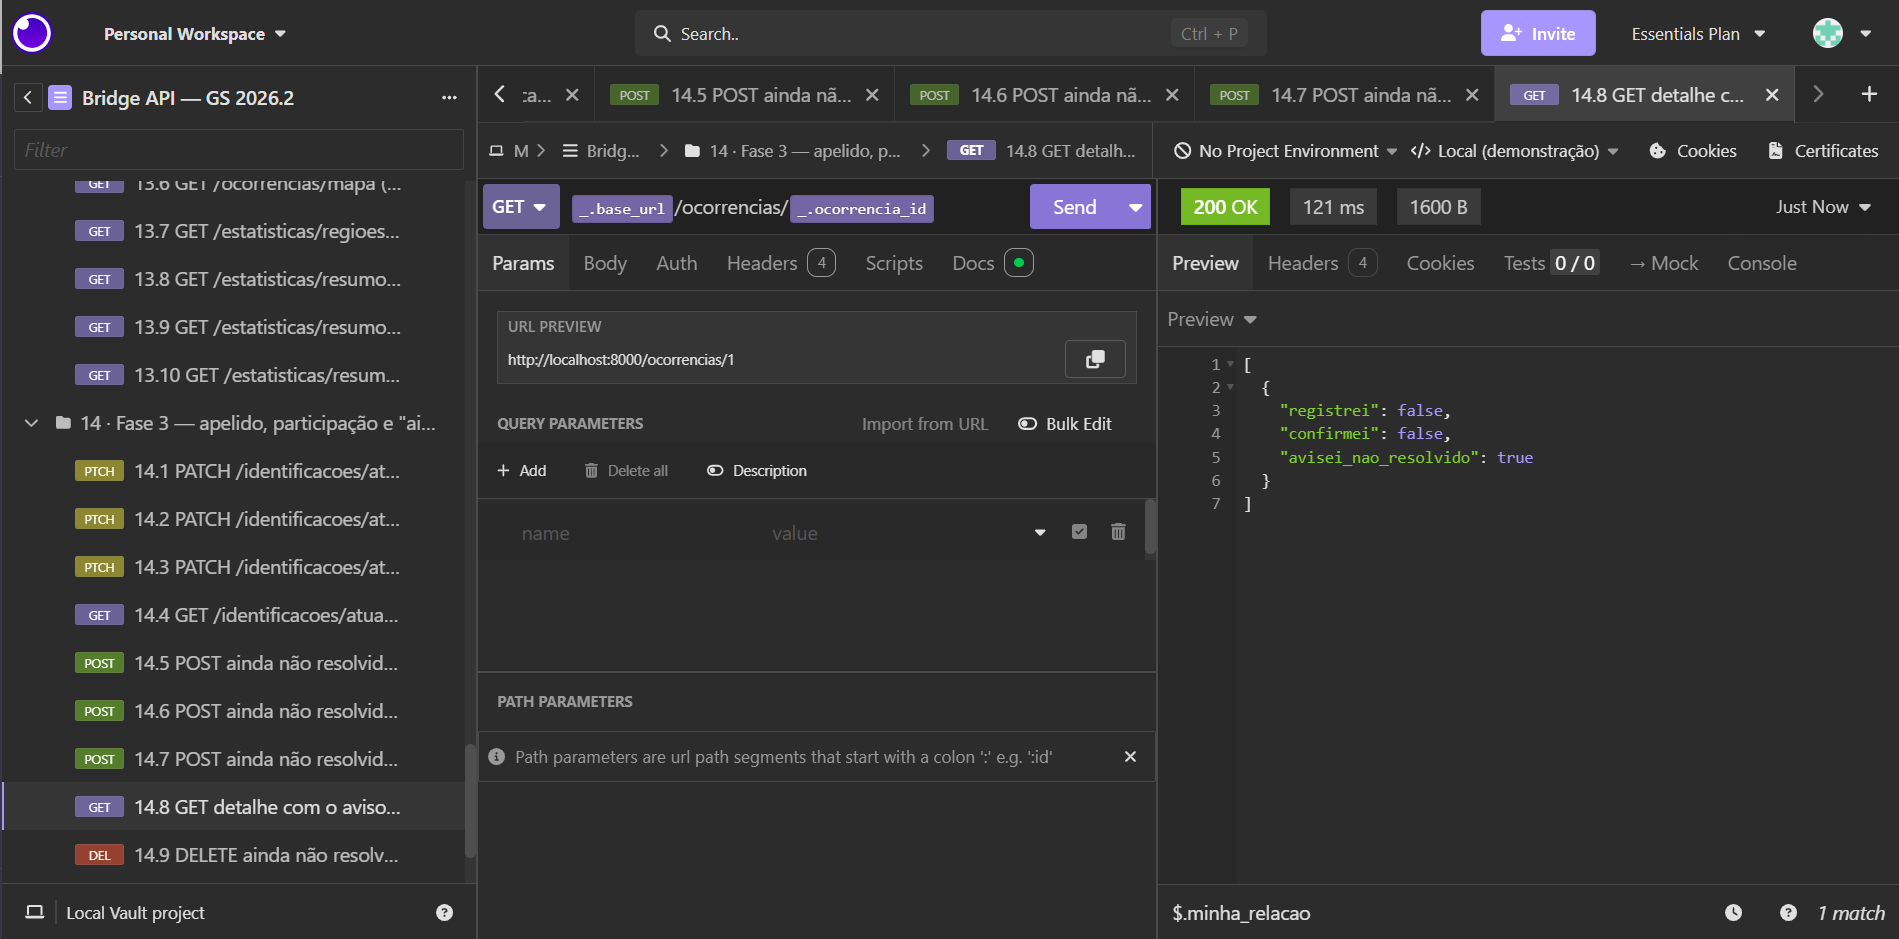 Personal Workspace
Search..
Ctrl + P
Invite
Essentials Plan
Bridge API — GS 2026.2
Filter
GET 13.6 GET /ocorrencias/mapa (...
GET 13.7 GET /estatisticas/regioes...
GET 13.8 GET /estatisticas/resumo...
GET 13.9 GET /estatisticas/resumo...
GET 13.10 GET /estatisticas/resum...
14 · Fase 3 — apelido, participação e "ai...
PTCH 14.1 PATCH /identificacoes/at...
PTCH 14.2 PATCH /identificacoes/at...
PTCH 14.3 PATCH /identificacoes/at...
GET 14.4 GET /identificacoes/atua...
POST 14.5 POST ainda não resolvid...
POST 14.6 POST ainda não resolvid...
POST 14.7 POST ainda não resolvid...
GET 14.8 GET detalhe com o aviso...
DEL 14.9 DELETE ainda não resolv...
Local Vault project
POST 14.5 POST ainda nã...
POST 14.6 POST ainda nã...
POST 14.7 POST ainda nã...
GET 14.8 GET detalhe c...
M
Bridg...
14 · Fase 3 — apelido, p...
GET 14.8 GET detalh...
No Project Environment
Local (demonstração)
Cookies
Certificates
GET
_.base_url/ocorrencias/_.ocorrencia_id
Send
200 OK
121 ms
1600 B
Just Now
Params
Body
Auth
Headers 4
Scripts
Docs
URL PREVIEW
http://localhost:8000/ocorrencias/1
QUERY PARAMETERS
Import from URL
Bulk Edit
Add
Delete all
Description
name
value
PATH PARAMETERS
Path parameters are url path segments that start with a colon ':' e.g. ':id'
Preview
Headers 4
Cookies
Tests 0 / 0
→ Mock
Console
Preview
1 [
2 {
3 "registrei": false,
4 "confirmei": false,
5 "avisei_nao_resolvido": true
6 }
7 ]
$.minha_relacao
1 match